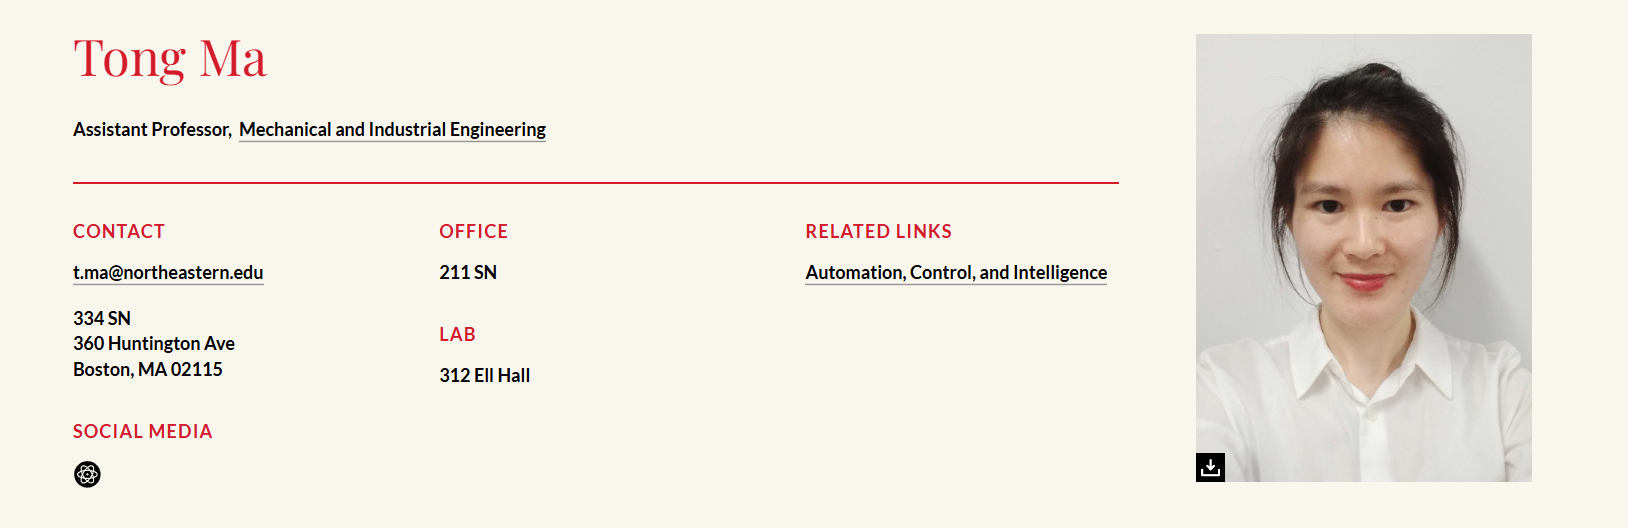 Tong Ma
Assistant Professor, Mechanical and Industrial Engineering
CONTACT
t.ma@northeastern.edu
334 SN
360 Huntington Ave
Boston, MA 02115
SOCIAL MEDIA
OFFICE
211 SN
LAB
312 Ell Hall
RELATED LINKS
Automation, Control, and Intelligence